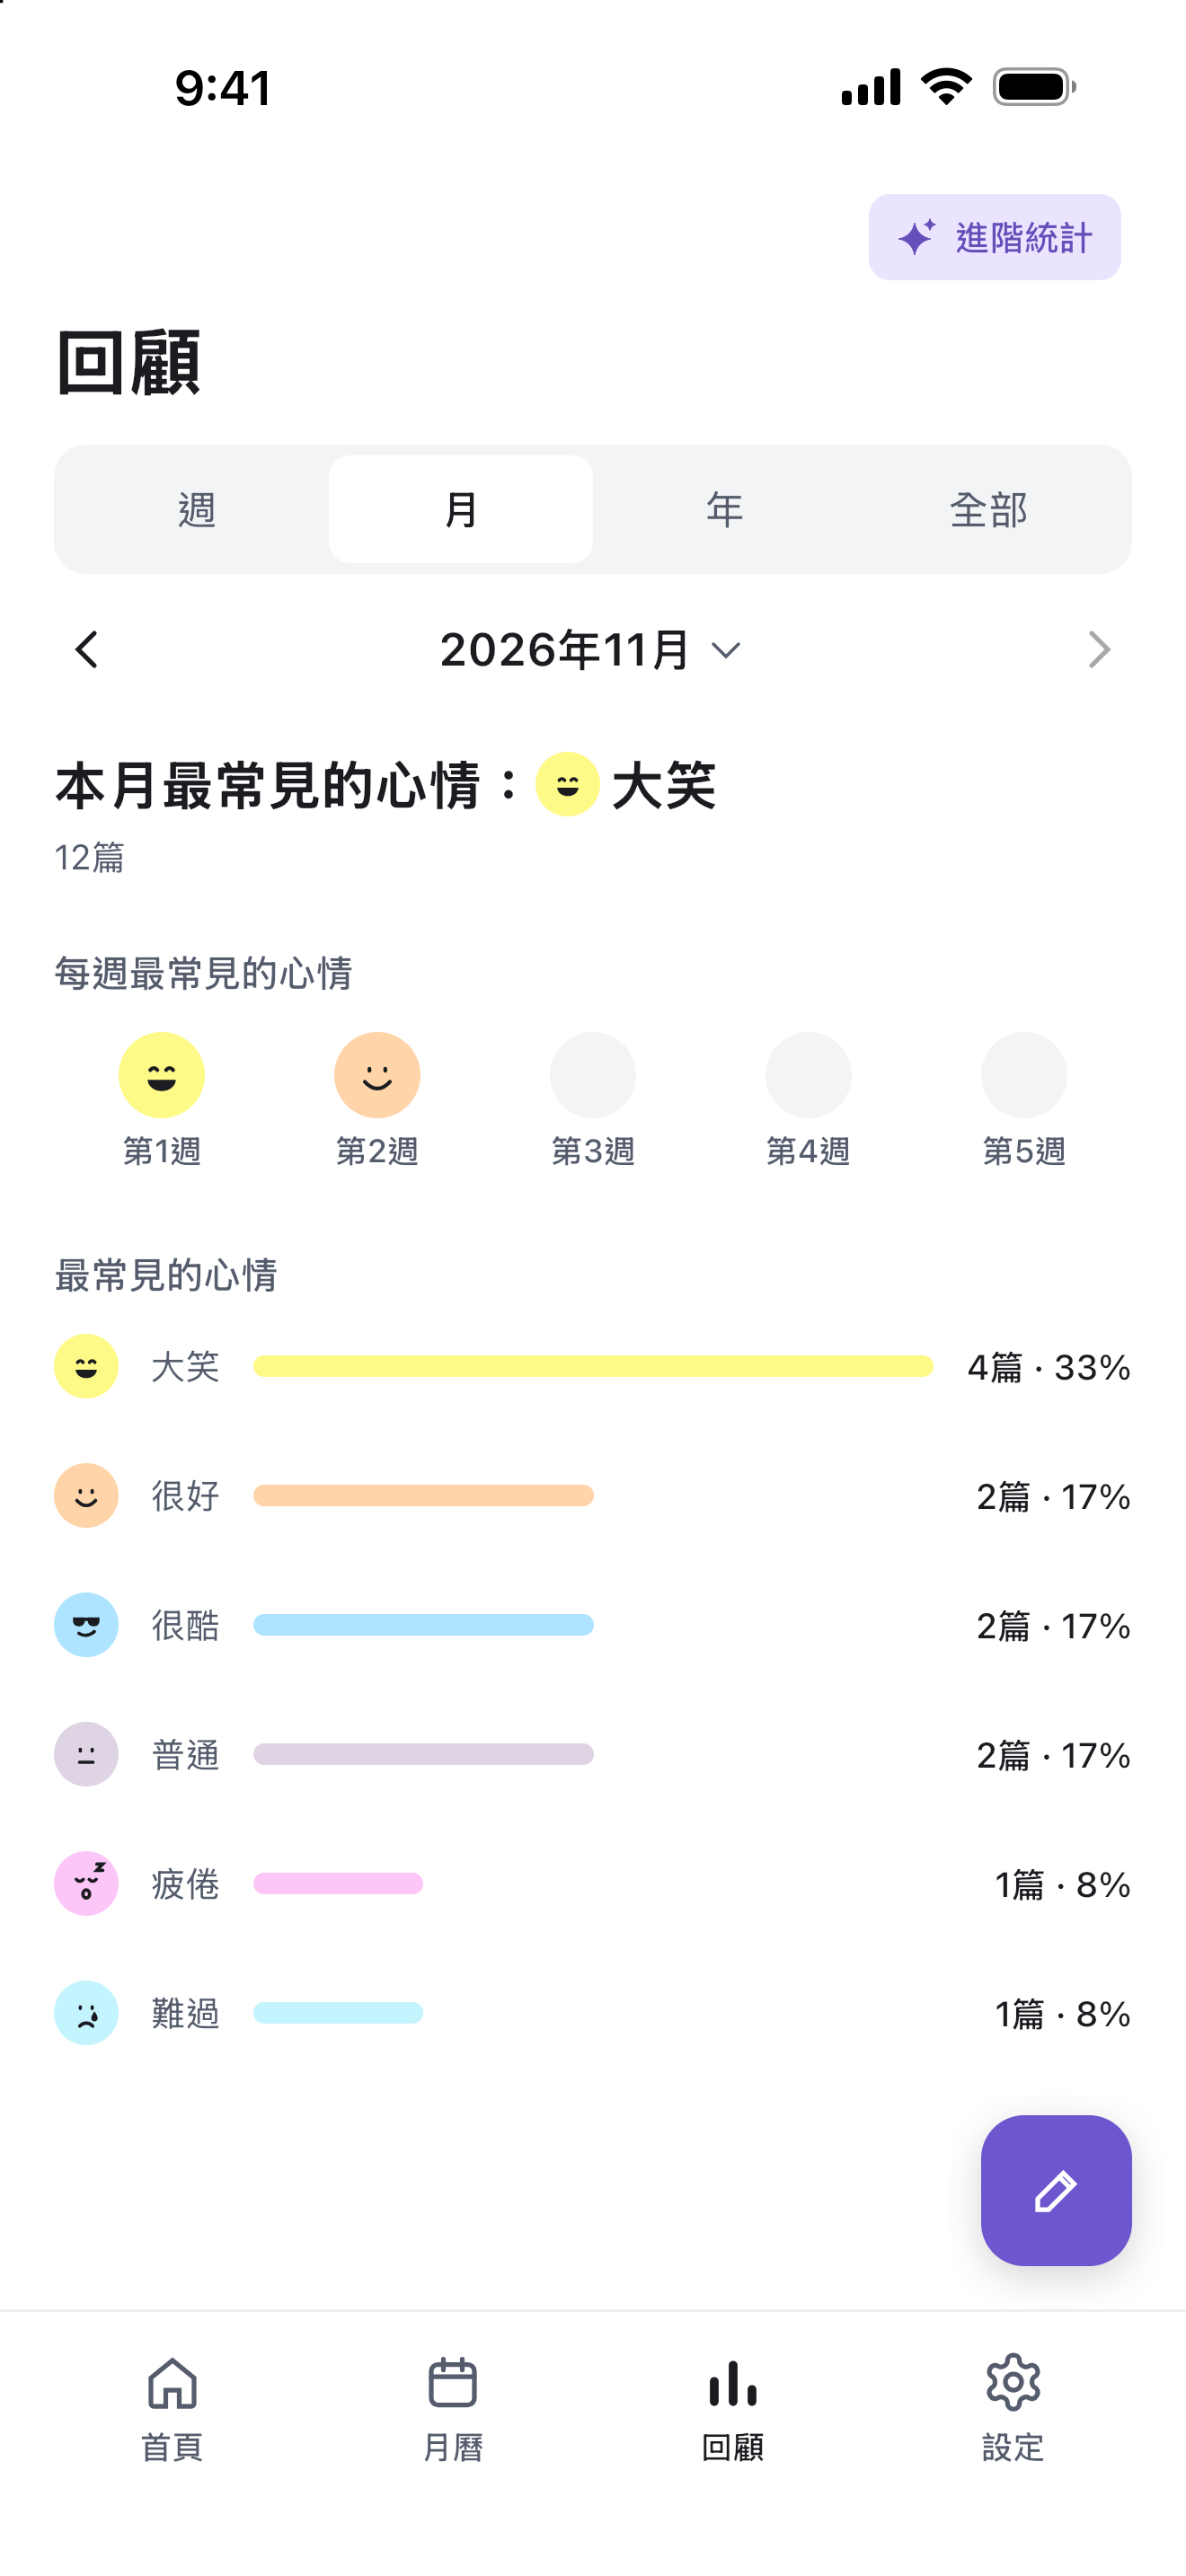 9:41
進階統計
回顧
週 月 年 全部
2026年11月
本月最常見的心情：大笑
12篇
每週最常見的心情
第1週 第2週 第3週 第4週 第5週
最常見的心情
大笑 4篇 · 33%
很好 2篇 · 17%
很酷 2篇 · 17%
普通 2篇 · 17%
疲倦 1篇 · 8%
難過 1篇 · 8%
首頁 月曆 回顧 設定